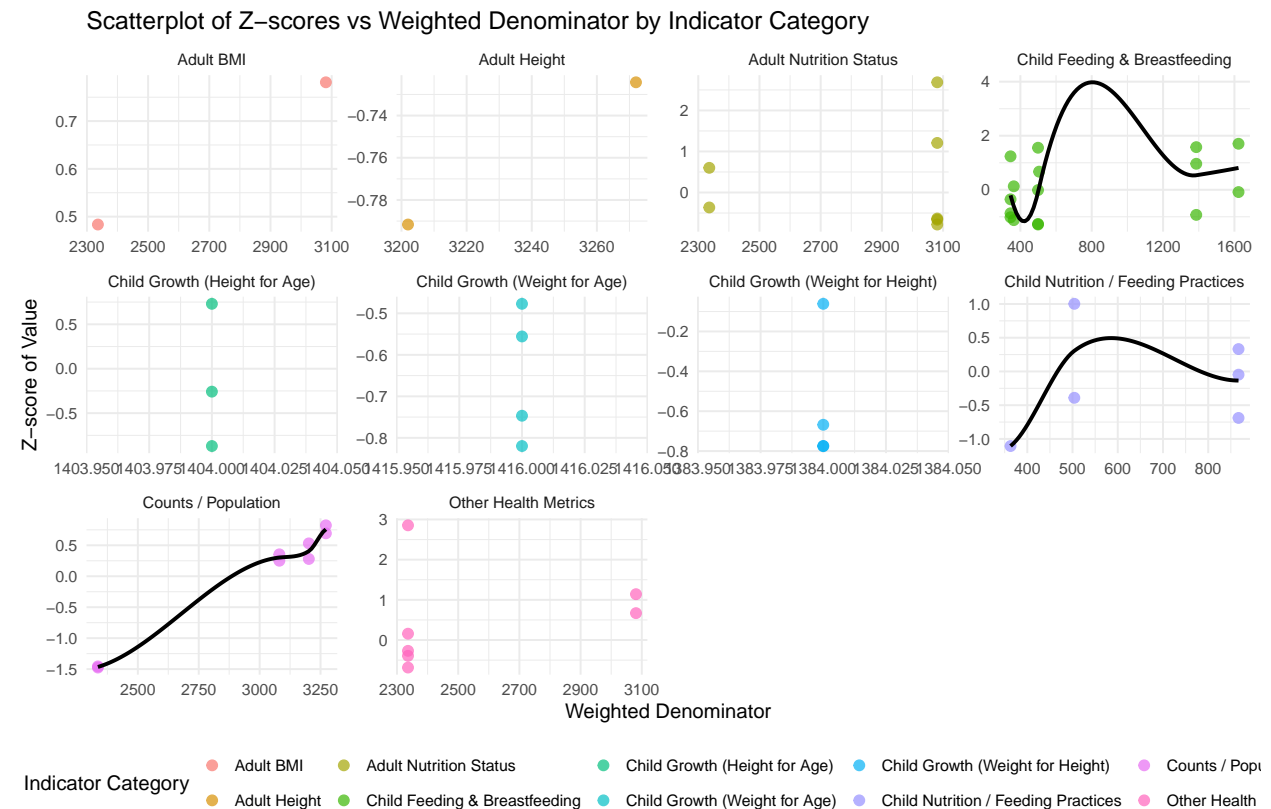 Scatterplot of Z−scores vs Weighted Denominator by Indicator Category
Adult BMI
Adult Height
Adult Nutrition Status
Child Feeding & Breastfeeding
0.7
0.6
0.5
2300 2500 2700 2900 3100
−0.74
−0.76
−0.78
3200 3220 3240 3260
2
1
0
2300 2500 2700 2900 3100
4
2
0
400 800 1200 1600
Child Growth (Height for Age)
Child Growth (Weight for Age)
Child Growth (Weight for Height)
Child Nutrition / Feeding Practices
0.5
0.0
−0.5
1403.950 1403.975 1404.000 1404.025 1404.050
−0.5
−0.6
−0.7
−0.8
1415.950 1415.975 1416.000 1416.025 1416.050
−0.2
−0.4
−0.6
−0.8
1383.950 1383.975 1384.000 1384.025 1384.050
1.0
0.5
0.0
−0.5
−1.0
400 500 600 700 800
Z−score of Value
Counts / Population
Other Health Metrics
0.5
0.0
−0.5
−1.0
−1.5
2500 2750 3000 3250
3
2
1
0
2300 2500 2700 2900 3100
Weighted Denominator
Indicator Category
Adult BMI
Adult Nutrition Status
Child Growth (Height for Age)
Child Growth (Weight for Height)
Counts / Popu
Adult Height
Child Feeding & Breastfeeding
Child Growth (Weight for Age)
Child Nutrition / Feeding Practices
Other Health